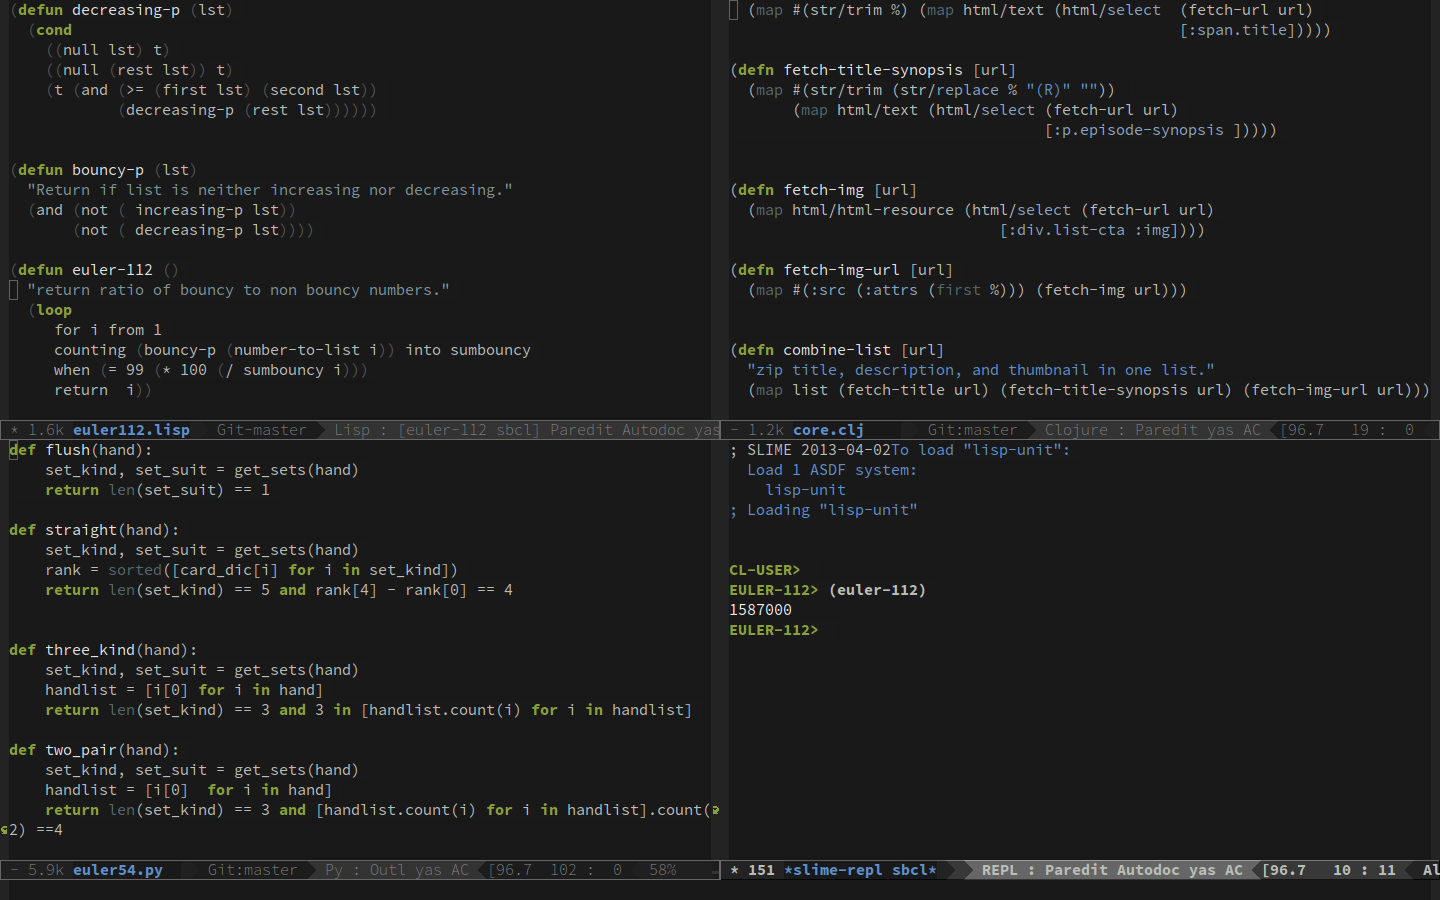 (defun decreasing-p (lst)
  (cond
    ((null lst) t)
    ((null (rest lst)) t)
    (t (and (>= (first lst) (second lst))
            (decreasing-p (rest lst))))))

(defun bouncy-p (lst)
  "Return if list is neither increasing nor decreasing."
  (and (not ( increasing-p lst))
       (not ( decreasing-p lst))))

(defun euler-112 ()
  "return ratio of bouncy to non bouncy numbers."
  (loop
     for i from 1
     counting (bouncy-p (number-to-list i)) into sumbouncy
     when (= 99 (* 100 (/ sumbouncy i)))
     return  i))
* 1.6k euler112.lisp   Git-master   Lisp : [euler-112 sbcl] Paredit Autodoc yas
  (map #(str/trim %) (map html/text (html/select  (fetch-url url)
                                                  [:span.title]))))

(defn fetch-title-synopsis [url]
  (map #(str/trim (str/replace % "(R)" ""))
       (map html/text (html/select (fetch-url url)
                                   [:p.episode-synopsis ]))))

(defn fetch-img [url]
  (map html/html-resource (html/select (fetch-url url)
                              [:div.list-cta :img])))

(defn fetch-img-url [url]
  (map #(:src (:attrs (first %))) (fetch-img url)))

(defn combine-list [url]
  "zip title, description, and thumbnail in one list."
  (map list (fetch-title url) (fetch-title-synopsis url) (fetch-img-url url)))
- 1.2k core.clj   Git:master   Clojure : Paredit yas AC  [96.7   19 :  0
def flush(hand):
    set_kind, set_suit = get_sets(hand)
    return len(set_suit) == 1

def straight(hand):
    set_kind, set_suit = get_sets(hand)
    rank = sorted([card_dic[i] for i in set_kind])
    return len(set_kind) == 5 and rank[4] - rank[0] == 4

def three_kind(hand):
    set_kind, set_suit = get_sets(hand)
    handlist = [i[0] for i in hand]
    return len(set_kind) == 3 and 3 in [handlist.count(i) for i in handlist]

def two_pair(hand):
    set_kind, set_suit = get_sets(hand)
    handlist = [i[0]  for i in hand]
    return len(set_kind) == 3 and [handlist.count(i) for i in handlist].count(
2) ==4
- 5.9k euler54.py   Git:master   Py : Outl yas AC  [96.7  102 :  0   58%
; SLIME 2013-04-02To load "lisp-unit":
  Load 1 ASDF system:
    lisp-unit
; Loading "lisp-unit"

CL-USER>
EULER-112> (euler-112)
1587000
EULER-112>
* 151 *slime-repl sbcl*   REPL : Paredit Autodoc yas AC  [96.7   10 : 11   Al